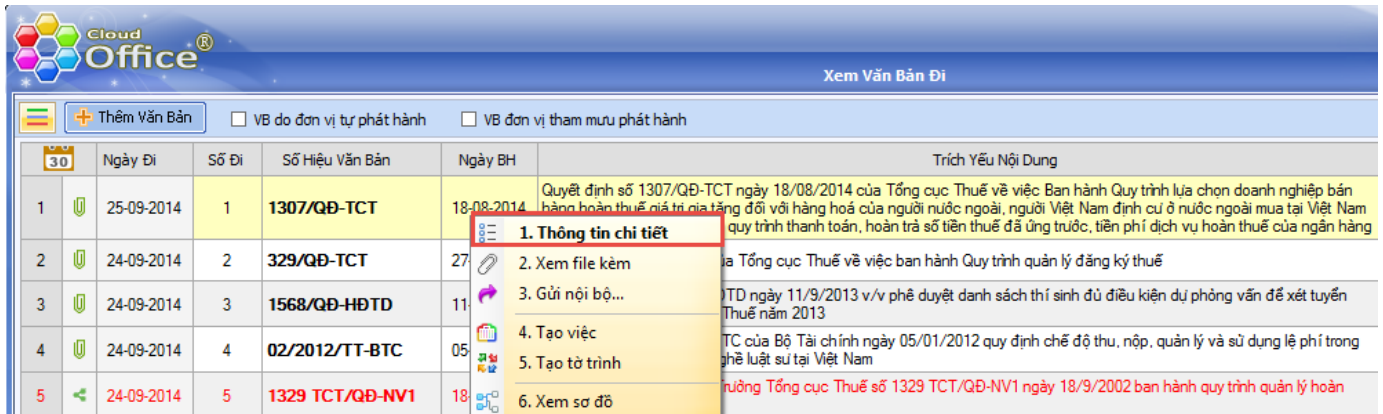 Cloud
Office®
Xem Văn Bản Đi
Thêm Văn Bản VB do đơn vị tự phát hành VB đơn vị tham mưu phát hành
30 Ngày Đi Số Đi Số Hiệu Văn Bản Ngày BH Trích Yếu Nội Dung
1 25-09-2014 1 1307/QĐ-TCT 18-08-2014
Quyết định số 1307/QĐ-TCT ngày 18/08/2014 của Tổng cục Thuế về việc Ban hành Quy trình lựa chọn doanh nghiệp bán
hàng hoàn thuế giá trị gia tăng đối với hàng hoá của người nước ngoài, người Việt Nam định cư ở nước ngoài mua tại Việt Nam
quy trình thanh toán, hoàn trả số tiền thuế đã ứng trước, tiền phí dịch vụ hoàn thuế của ngân hàng
2 24-09-2014 2 329/QĐ-TCT 27-
Tổng cục Thuế về việc ban hành Quy trình quản lý đăng ký thuế
3 24-09-2014 3 1568/QĐ-HĐTD 11-
TD ngày 11/9/2013 v/v phê duyệt danh sách thí sinh đủ điều kiện dự phỏng vấn để xét tuyển
Thuế năm 2013
4 24-09-2014 4 02/2012/TT-BTC 05-
TC của Bộ Tài chính ngày 05/01/2012 quy định chế độ thu, nộp, quản lý và sử dụng lệ phí trong
nghề luật sư tại Việt Nam
5 24-09-2014 5 1329 TCT/QĐ-NV1 18-
trưởng Tổng cục Thuế số 1329 TCT/QĐ-NV1 ngày 18/9/2002 ban hành quy trình quản lý hoàn
1. Thông tin chi tiết
2. Xem file kèm
3. Gửi nội bộ...
4. Tạo việc
5. Tạo tờ trình
6. Xem sơ đồ